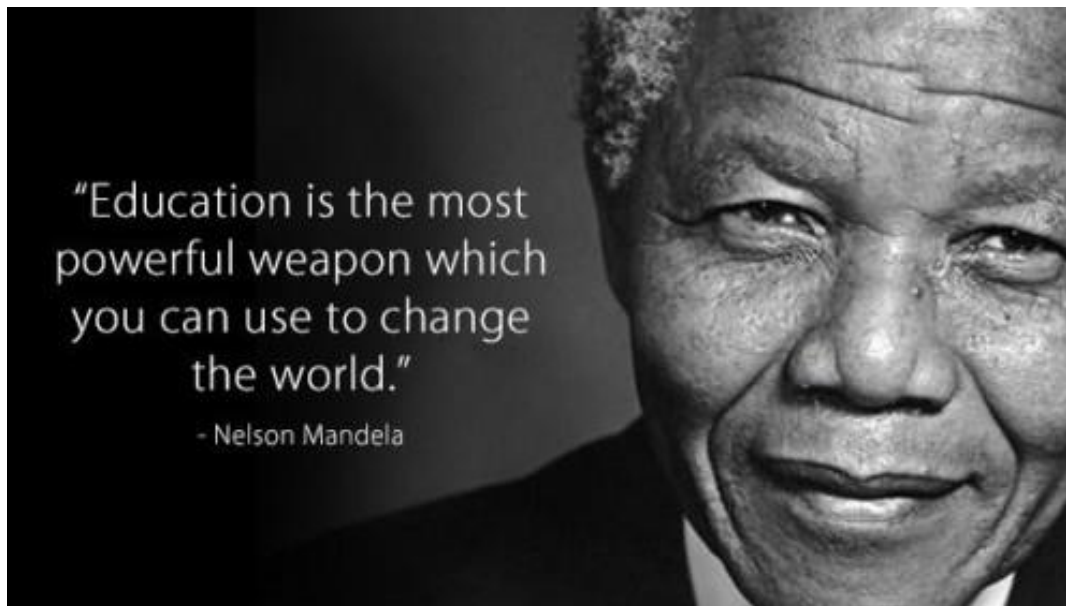 “Education is the most
powerful weapon which
you can use to change
the world.”
- Nelson Mandela